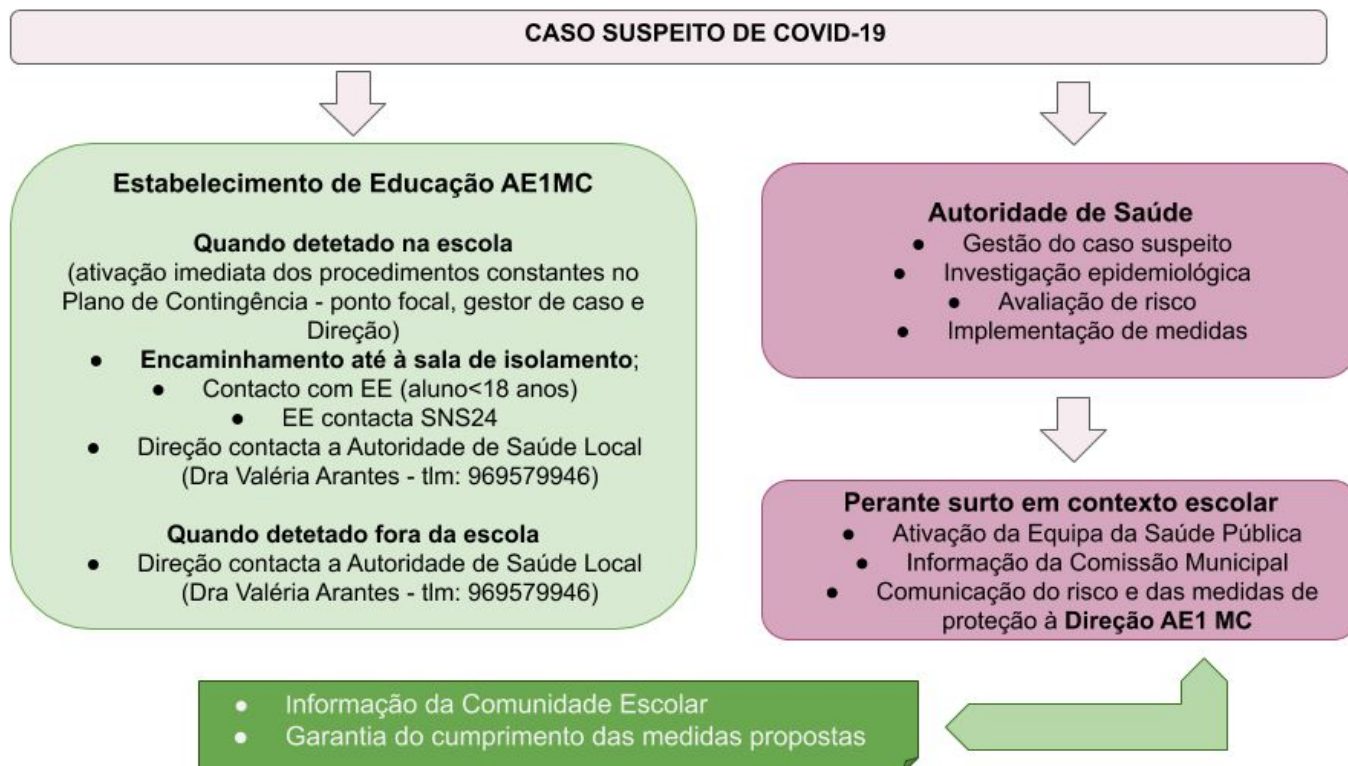 CASO SUSPEITO DE COVID-19
Estabelecimento de Educação AE1MC
Quando detetado na escola
(ativação imediata dos procedimentos constantes no
Plano de Contingência - ponto focal, gestor de caso e
Direção)
● Encaminhamento até à sala de isolamento;
● Contacto com EE (aluno<18 anos)
● EE contacta SNS24
● Direção contacta a Autoridade de Saúde Local
(Dra Valéria Arantes - tlm: 969579946)
Quando detetado fora da escola
● Direção contacta a Autoridade de Saúde Local
(Dra Valéria Arantes - tlm: 969579946)
Autoridade de Saúde
● Gestão do caso suspeito
● Investigação epidemiológica
● Avaliação de risco
● Implementação de medidas
Perante surto em contexto escolar
● Ativação da Equipa da Saúde Pública
● Informação da Comissão Municipal
● Comunicação do risco e das medidas de
proteção à Direção AE1 MC
● Informação da Comunidade Escolar
● Garantia do cumprimento das medidas propostas